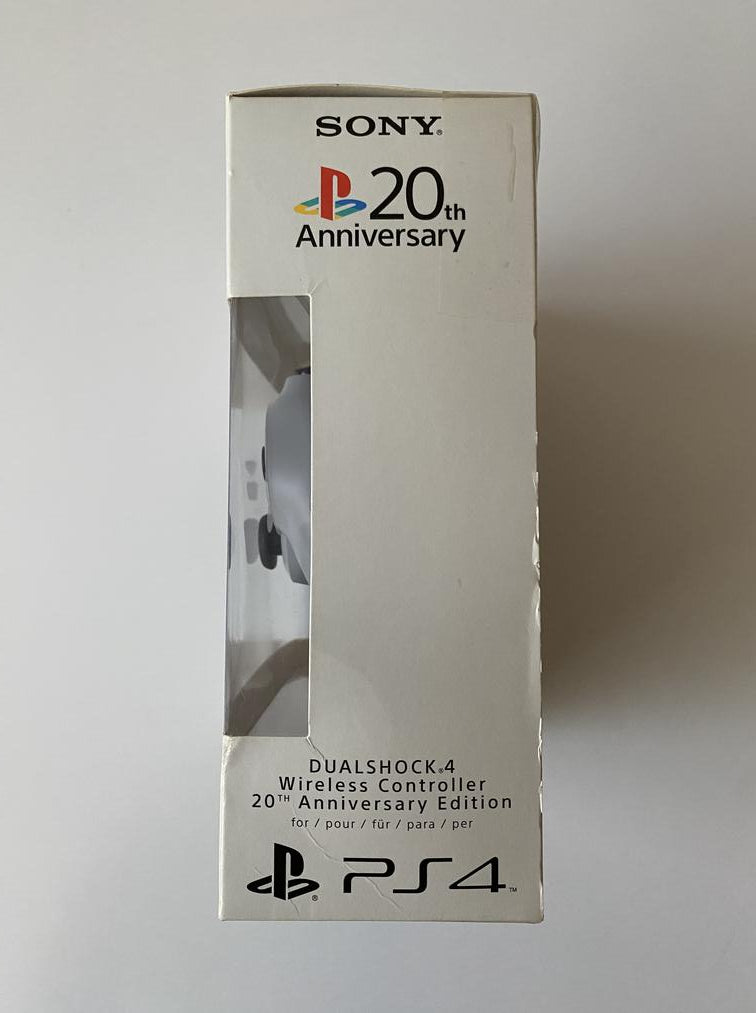 SONY®
20th
Anniversary
DUALSHOCK®4
Wireless Controller
20TH Anniversary Edition
for / pour / für / para / per
® PS4™